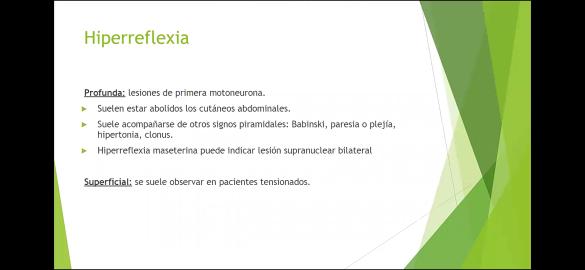 Hiperreflexia
Profunda: lesiones de primera motoneurona.
Suelen estar abolidos los cutáneos abdominales.
Suele acompañarse de otros signos piramidales: Babinski, paresia o plejía,
hipertonia, clonus.
Hiperreflexia maseterina puede indicar lesión supranuclear bilateral
Superficial: se suele observar en pacientes tensionados.